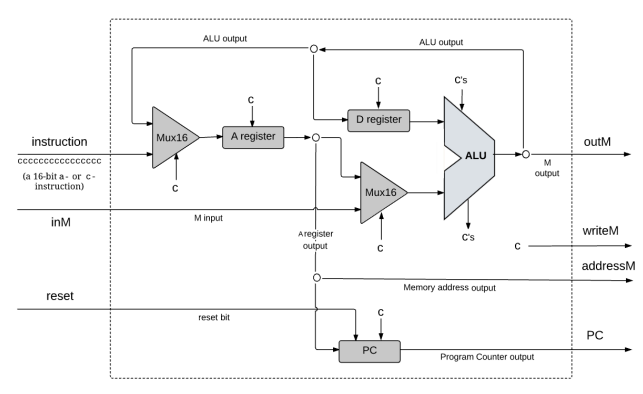 ALU output
ALU output
C
C
C's
Mux16
A register
D register
ALU
instruction
cccccccccccccccc
(a 16-bit a- or c-
instruction)
C
Mux16
M
output
outM
inM
M input
A register
output
C
C's
C
writeM
addressM
Memory address output
reset
reset bit
C
PC
Program Counter output
PC